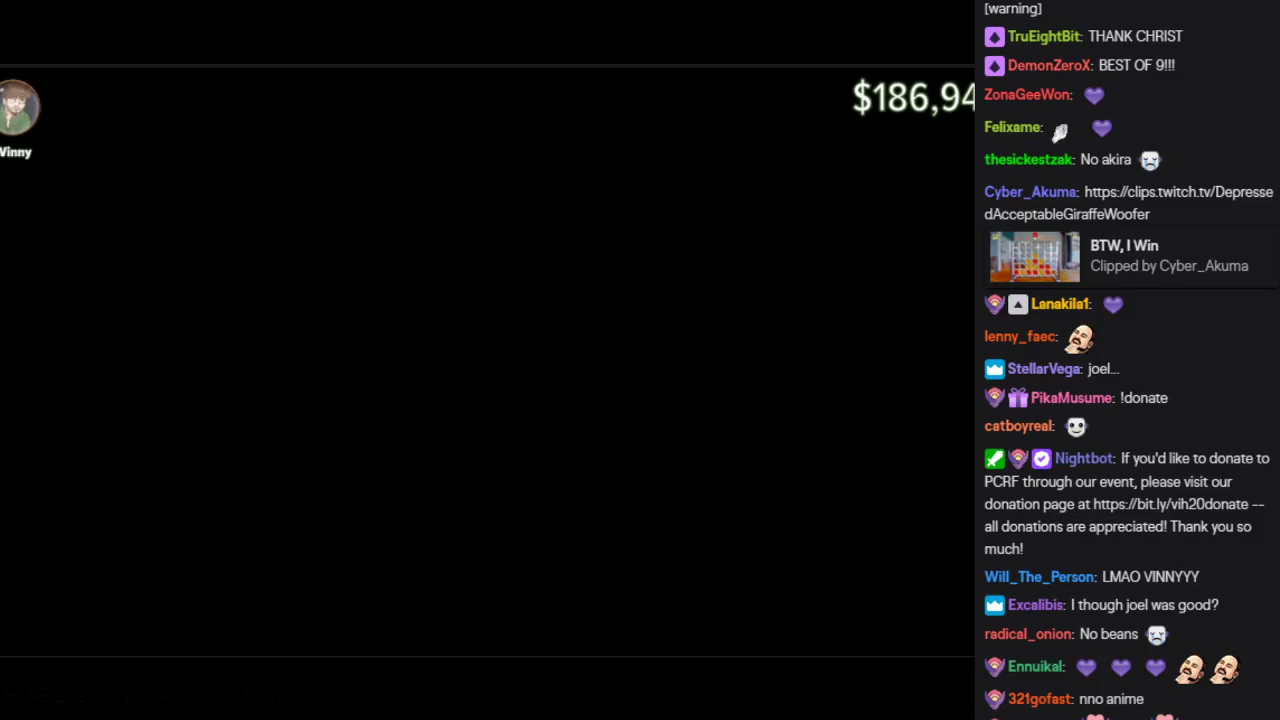 [warning]
TruEightBit: THANK CHRIST
DemonZeroX: BEST OF 9!!!
$186,94
ZonaGeeWon:
Felixame:
Vinny
thesickestzak: No akira
Cyber_Akuma: https://clips.twitch.tv/Depresse
dAcceptableGiraffeWoofer
BTW, I Win
Clipped by Cyber_Akuma
Lanakila1:
lenny_faec:
StellarVega: joel...
PikaMusume: !donate
catboyreal:
Nightbot: If you'd like to donate to
PCRF through our event, please visit our
donation page at https://bit.ly/vih20donate --
all donations are appreciated! Thank you so
much!
Will_The_Person: LMAO VINNYYY
Excalibis: I though joel was good?
radical_onion: No beans
Ennuikal:
321gofast: nno anime